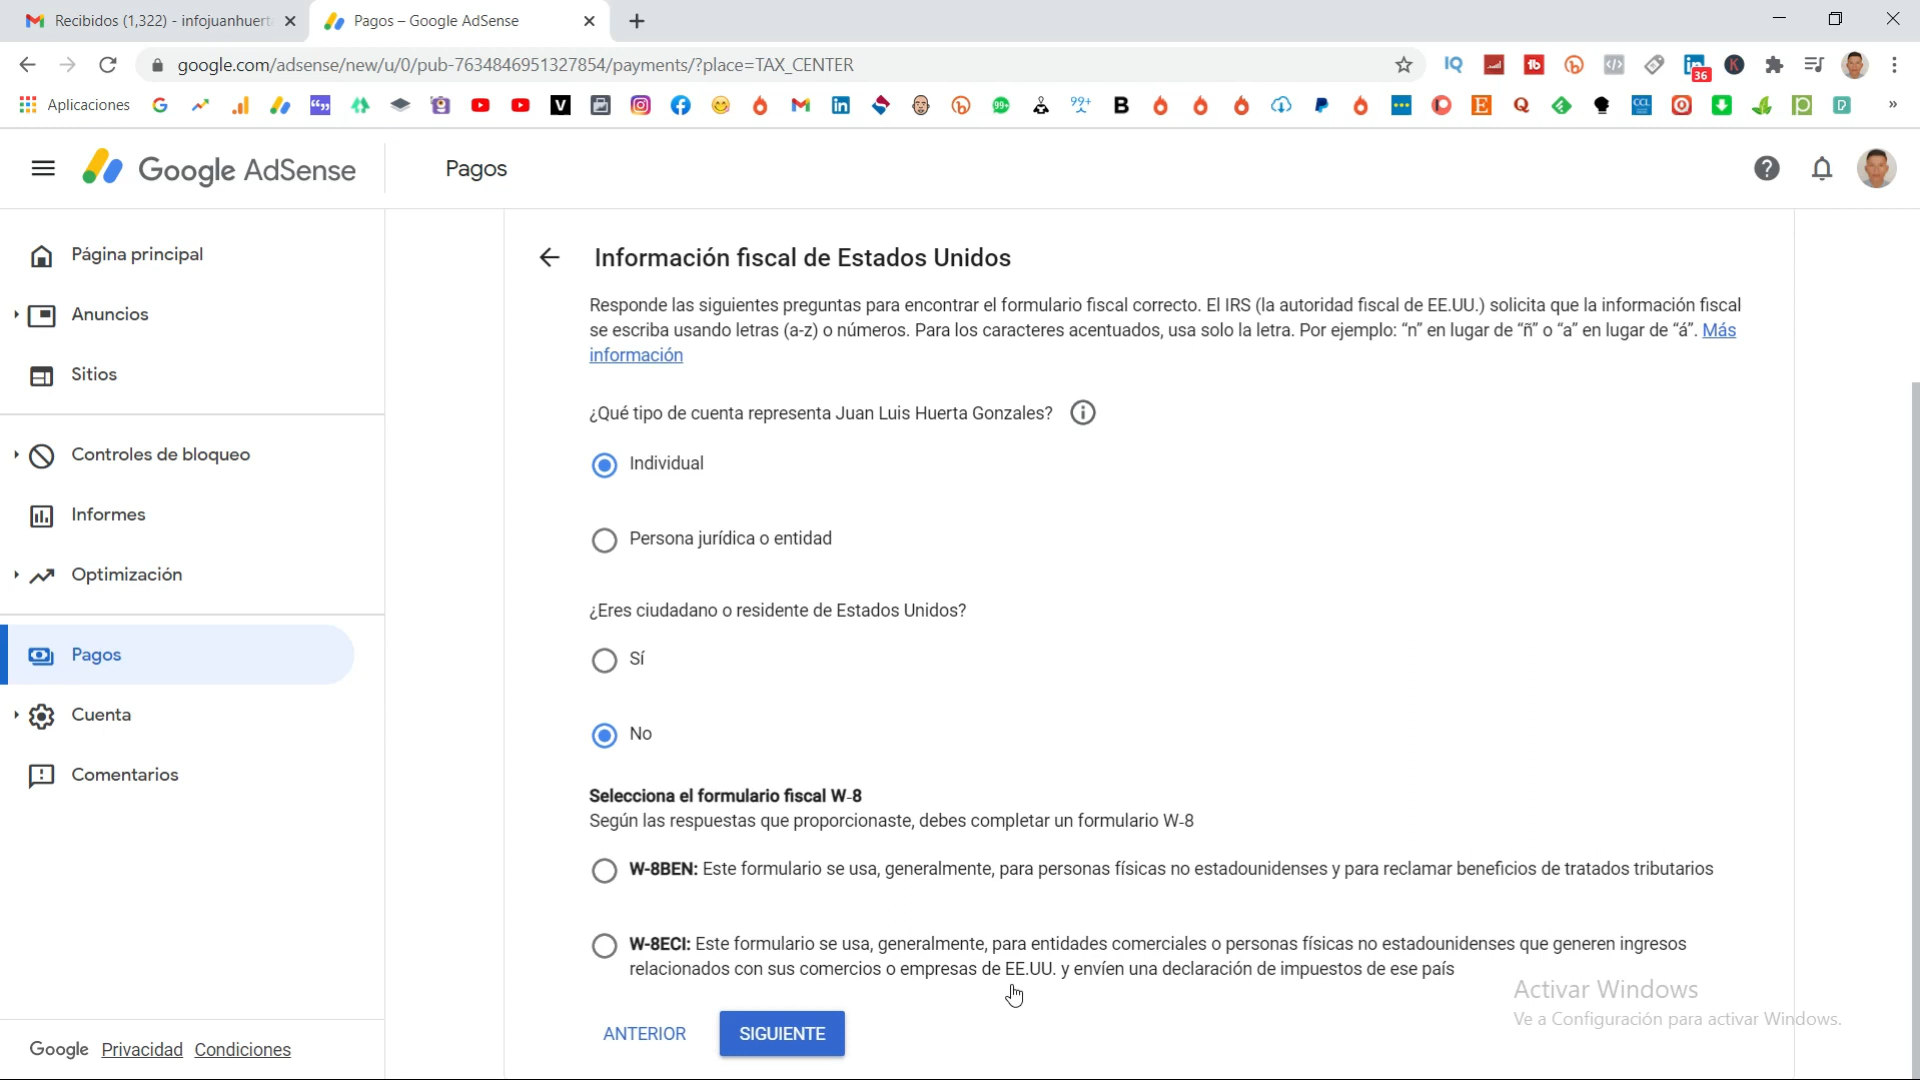 Recibidos (1,322) - infojuanhuert
Pagos – Google AdSense
google.com/adsense/new/u/0/pub-7634846951327854/payments/?place=TAX_CENTER
36
Aplicaciones
Google AdSense
Pagos
Página principal
Anuncios
Sitios
Controles de bloqueo
Informes
Optimización
Pagos
Cuenta
Comentarios
Google Privacidad Condiciones
Información fiscal de Estados Unidos
Responde las siguientes preguntas para encontrar el formulario fiscal correcto. El IRS (la autoridad fiscal de EE.UU.) solicita que la información fiscal
se escriba usando letras (a-z) o números. Para los caracteres acentuados, usa solo la letra. Por ejemplo: “n” en lugar de “ñ” o “a” en lugar de “á”. Más
información
¿Qué tipo de cuenta representa Juan Luis Huerta Gonzales?
Individual
Persona jurídica o entidad
¿Eres ciudadano o residente de Estados Unidos?
Sí
No
Selecciona el formulario fiscal W-8
Según las respuestas que proporcionaste, debes completar un formulario W-8
W-8BEN: Este formulario se usa, generalmente, para personas físicas no estadounidenses y para reclamar beneficios de tratados tributarios
W-8ECI: Este formulario se usa, generalmente, para entidades comerciales o personas físicas no estadounidenses que generen ingresos
relacionados con sus comercios o empresas de EE.UU. y envíen una declaración de impuestos de ese país
ANTERIOR
SIGUIENTE
Activar Windows
Ve a Configuración para activar Windows.